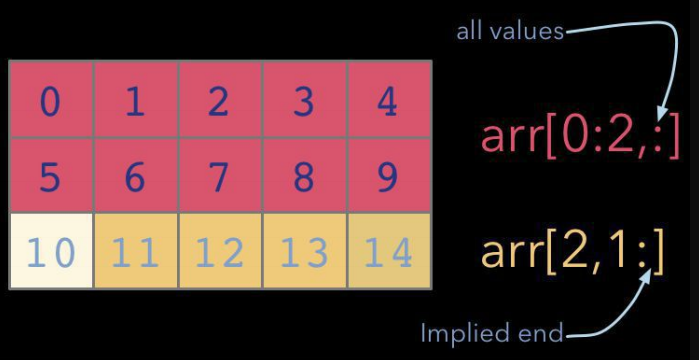 all values
0 1 2 3 4
arr[0:2,:]
5 6 7 8 9
10 11 12 13 14
arr[2,1:]
Implied end